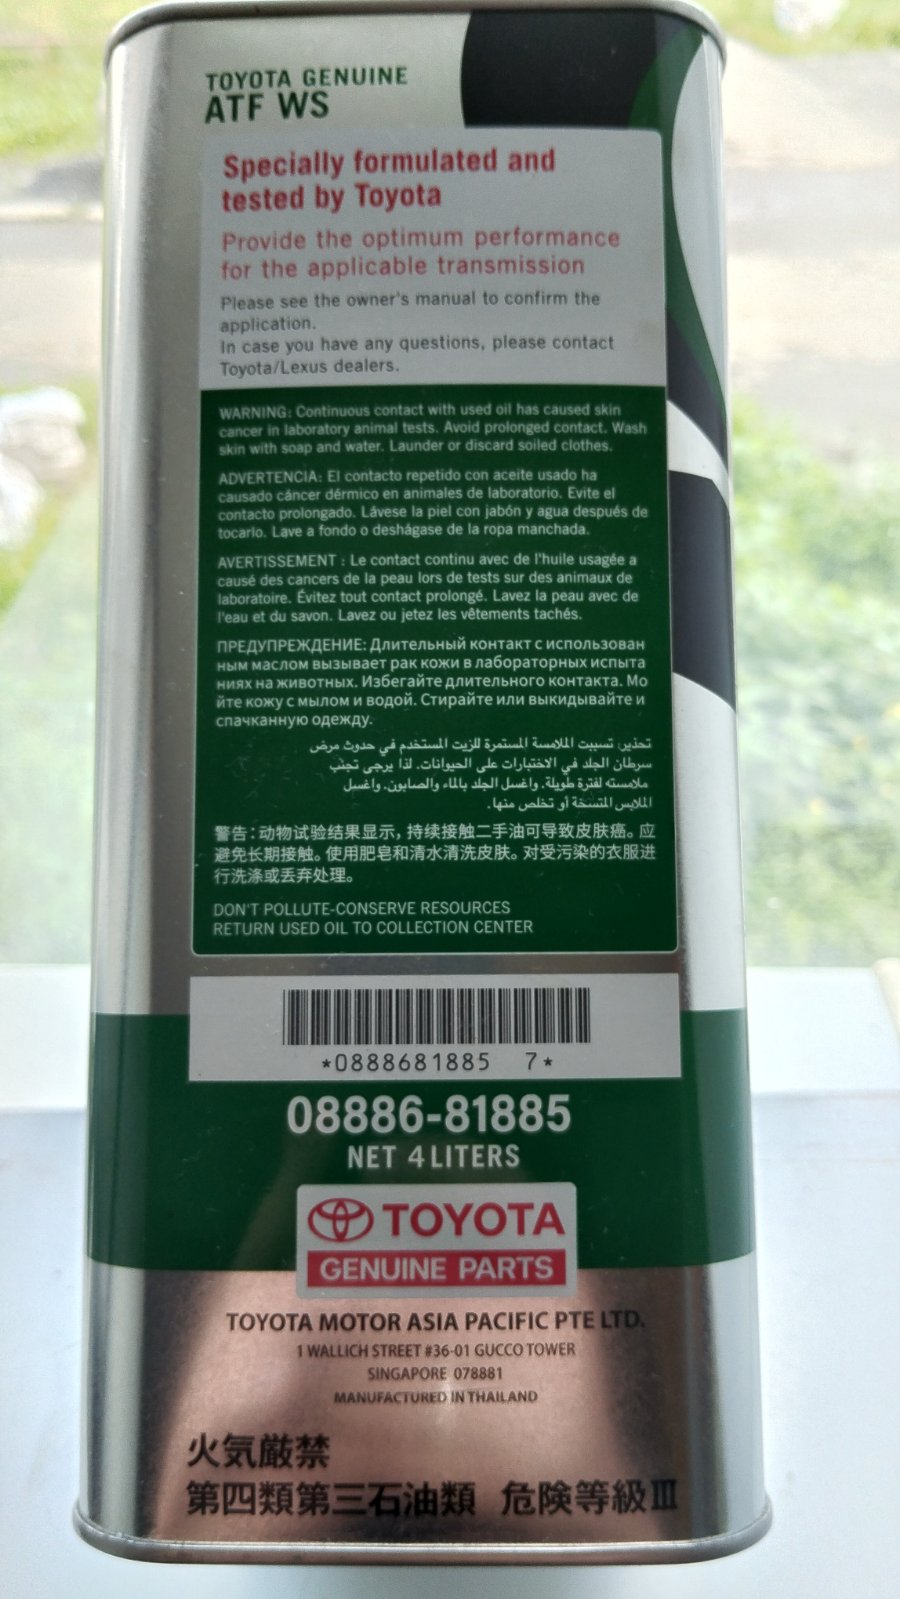 TOYOTA GENUINE
ATF WS
Specially formulated and
tested by Toyota
Provide the optimum performance
for the applicable transmission
Please see the owner's manual to confirm the
application.
In case you have any questions, please contact
Toyota/Lexus dealers.
WARNING: Continuous contact with used oil has caused skin
cancer in laboratory animal tests. Avoid prolonged contact. Wash
skin with soap and water. Launder or discard soiled clothes.
ADVERTENCIA: El contacto repetido con aceite usado ha
causado cáncer dérmico en animales de laboratorio. Evite el
contacto prolongado. Lávese la piel con jabón y agua después de
tocarlo. Lave a fondo o deshágase de la ropa manchada.
AVERTISSEMENT : Le contact continu avec de l'huile usagée a
causé des cancers de la peau lors de tests sur des animaux de
laboratoire. Évitez tout contact prolongé. Lavez la peau avec de
l'eau et du savon. Lavez ou jetez les vêtements tachés.
ПРЕДУПРЕЖДЕНИЕ: Длительный контакт с использован
ным маслом вызывает рак кожи в лабораторных испыта
ниях на животных. Избегайте длительного контакта. Мо
йте кожу с мылом и водой. Стирайте или выкидывайте и
спачканную одежду.
تحذير: تسببت الملامسة المستمرة للزيت المستخدم في حدوث مرض
سرطان الجلد في الاختبارات على الحيوانات. لذا يرجى تجنب
ملامسته لفترة طويلة. واغسل الجلد بالماء والصابون. واغسل
الملابس المتسخة أو تخلص منها.
警告：动物试验结果显示，持续接触二手油可导致皮肤癌。应
避免长期接触。使用肥皂和清水清洗皮肤。对受污染的衣服进
行洗涤或丢弃处理。
DON'T POLLUTE-CONSERVE RESOURCES
RETURN USED OIL TO COLLECTION CENTER
*0888681885 7*
08886-81885
NET 4 LITERS
TOYOTA
GENUINE PARTS
TOYOTA MOTOR ASIA PACIFIC PTE LTD.
1 WALLICH STREET #36-01 GUCCO TOWER
SINGAPORE 078881
MANUFACTURED IN THAILAND
火気厳禁
第四類第三石油類 危険等級Ⅲ